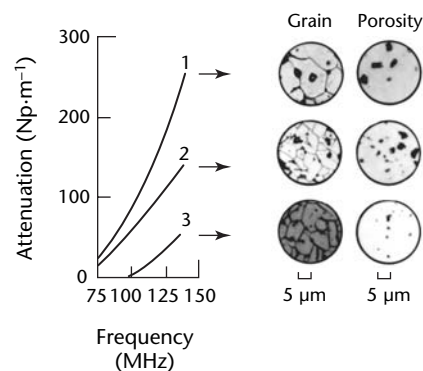 Grain Porosity
300
200
100
0
Attenuation (Np·m⁻¹)
1
2
3
75 100 125 150
Frequency
(MHz)
5 µm 5 µm